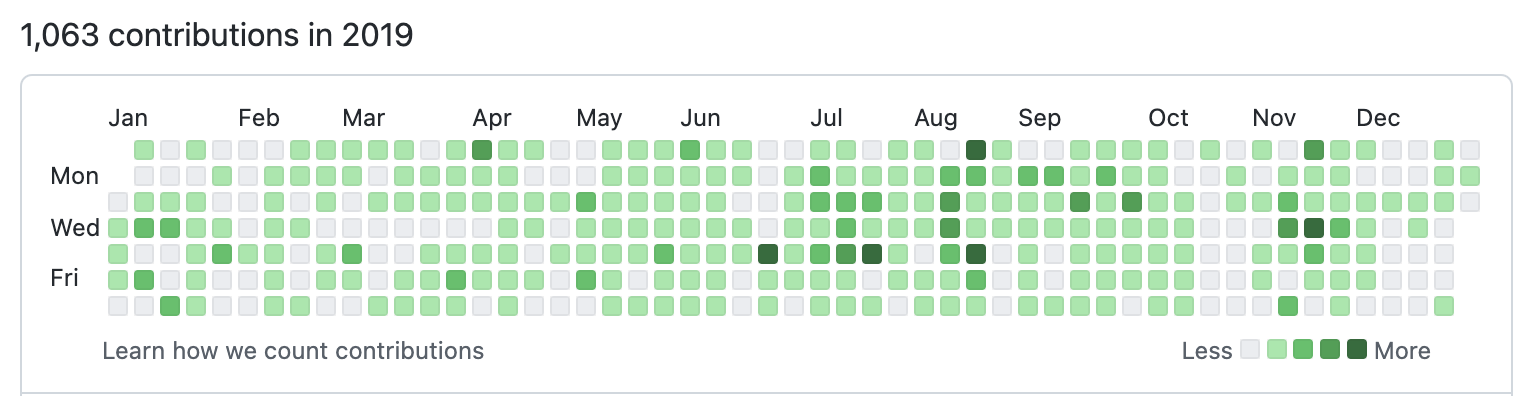 1,063 contributions in 2019
Jan Feb Mar Apr May Jun Jul Aug Sep Oct Nov Dec
Mon
Wed
Fri
Learn how we count contributions
Less More